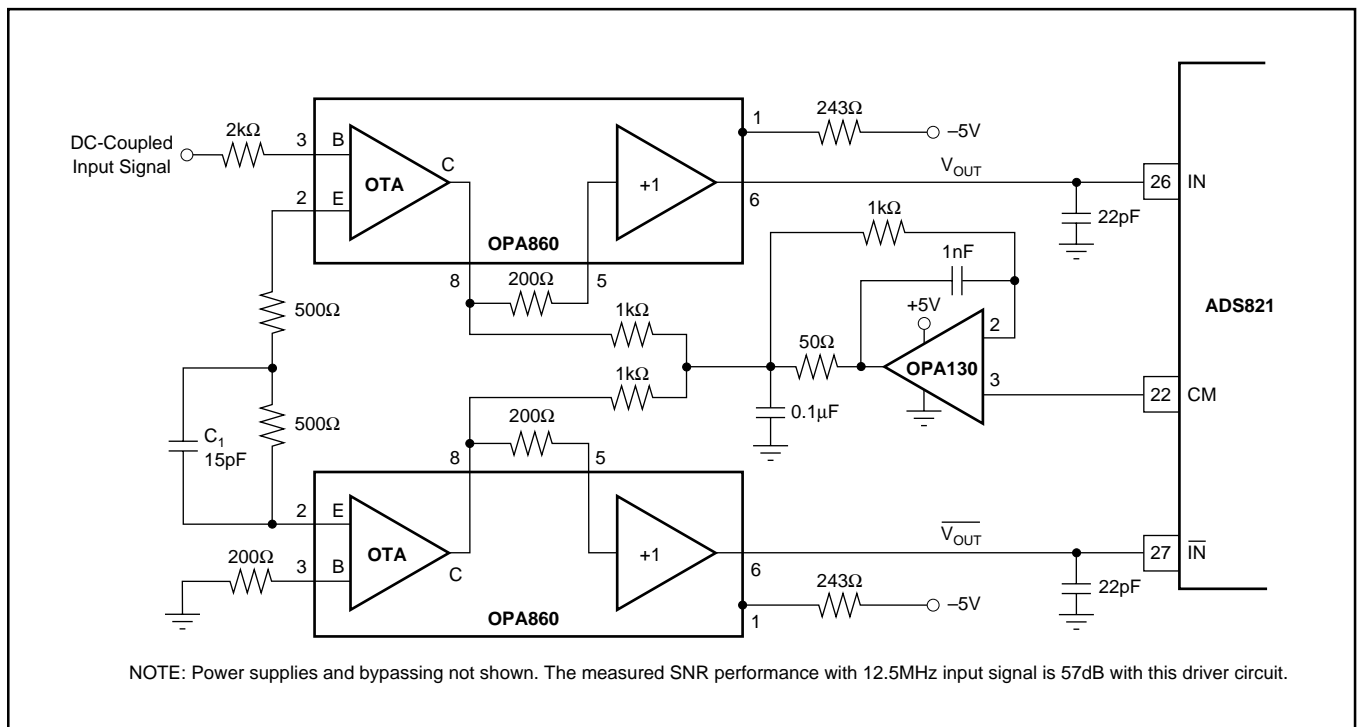 DC-Coupled
Input Signal
2kΩ
3
B
OTA
C
2
E
+1
1
243Ω
–5V
VOUT
6
OPA860
8
200Ω
5
26
IN
22pF
1kΩ
1nF
+5V
2
ADS821
500Ω
1kΩ
50Ω
OPA130
3
22
CM
1kΩ
0.1µF
500Ω
C1
15pF
200Ω
8
5
2
E
OTA
+1
VOUT
27
IN
200Ω
3
B
C
6
243Ω
22pF
–5V
OPA860
1
NOTE: Power supplies and bypassing not shown. The measured SNR performance with 12.5MHz input signal is 57dB with this driver circuit.